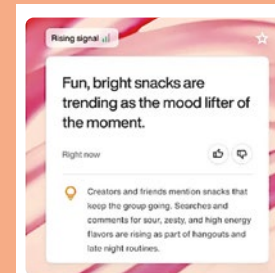 Rising signal
Fun, bright snacks are
trending as the mood lifter of
the moment.
Right now
Creators and friends mention snacks that
keep the group going. Searches and
comments for sour, zesty, and high energy
flavors are rising as part of hangouts and
late night routines.